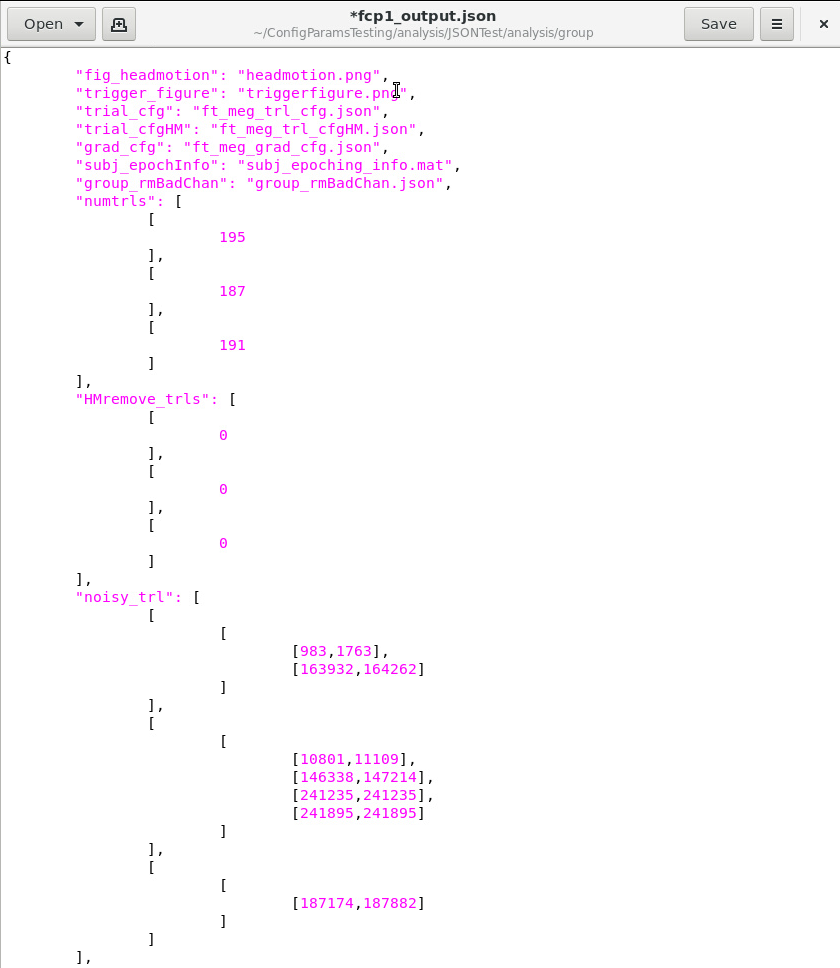 Open
*fcp1_output.json
~/ConfigParamsTesting/analysis/JSONTest/analysis/group
Save
{
"fig_headmotion": "headmotion.png",
"trigger_figure": "triggerfigure.png",
"trial_cfg": "ft_meg_trl_cfg.json",
"trial_cfgHM": "ft_meg_trl_cfgHM.json",
"grad_cfg": "ft_meg_grad_cfg.json",
"subj_epochInfo": "subj_epoching_info.mat",
"group_rmBadChan": "group_rmBadChan.json",
"numtrls": [
[
195
],
[
187
],
[
191
]
],
"HMremove_trls": [
[
0
],
[
0
],
[
0
]
],
"noisy_trl": [
[
[
[983,1763],
[163932,164262]
]
],
[
[
[10801,11109],
[146338,147214],
[241235,241235],
[241895,241895]
]
],
[
[
[187174,187882]
]
]
],